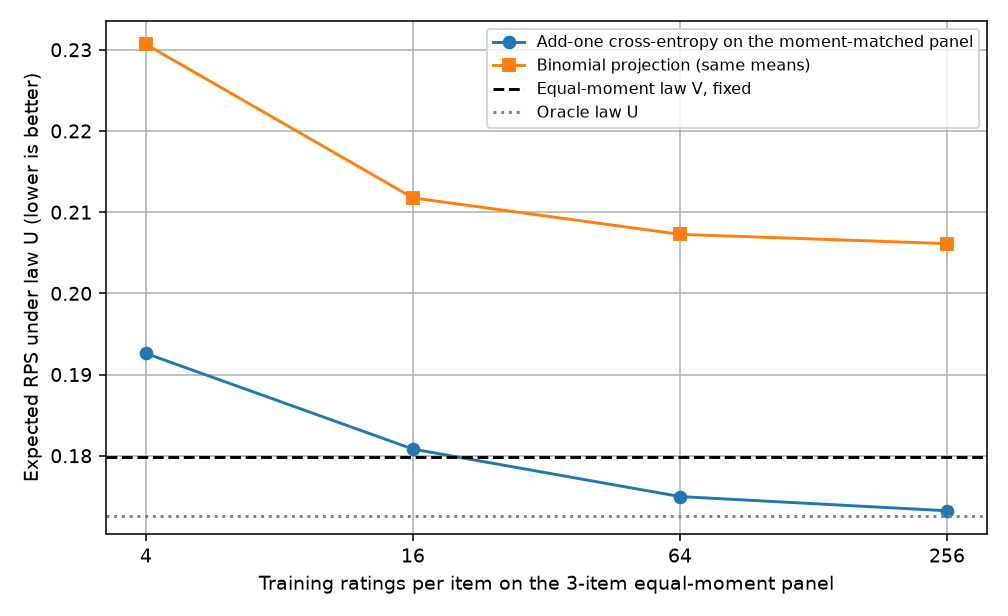 0.23
0.22
0.21
0.20
0.19
0.18
Expected RPS under law U (lower is better)
Add-one cross-entropy on the moment-matched panel
Binomial projection (same means)
Equal-moment law V, fixed
Oracle law U
4
16
64
256
Training ratings per item on the 3-item equal-moment panel